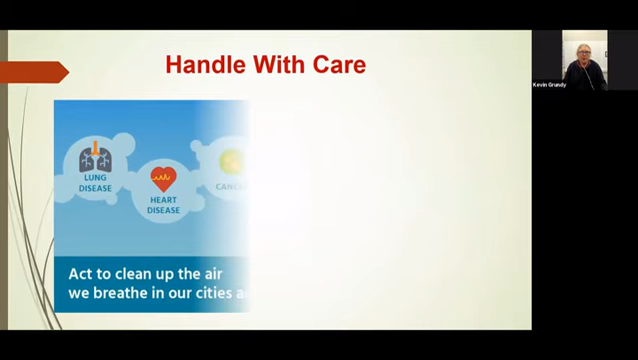 Handle With Care
Kevin Grundy
LUNG
DISEASE
HEART
DISEASE
Act to clean up the air
we breathe in our cities